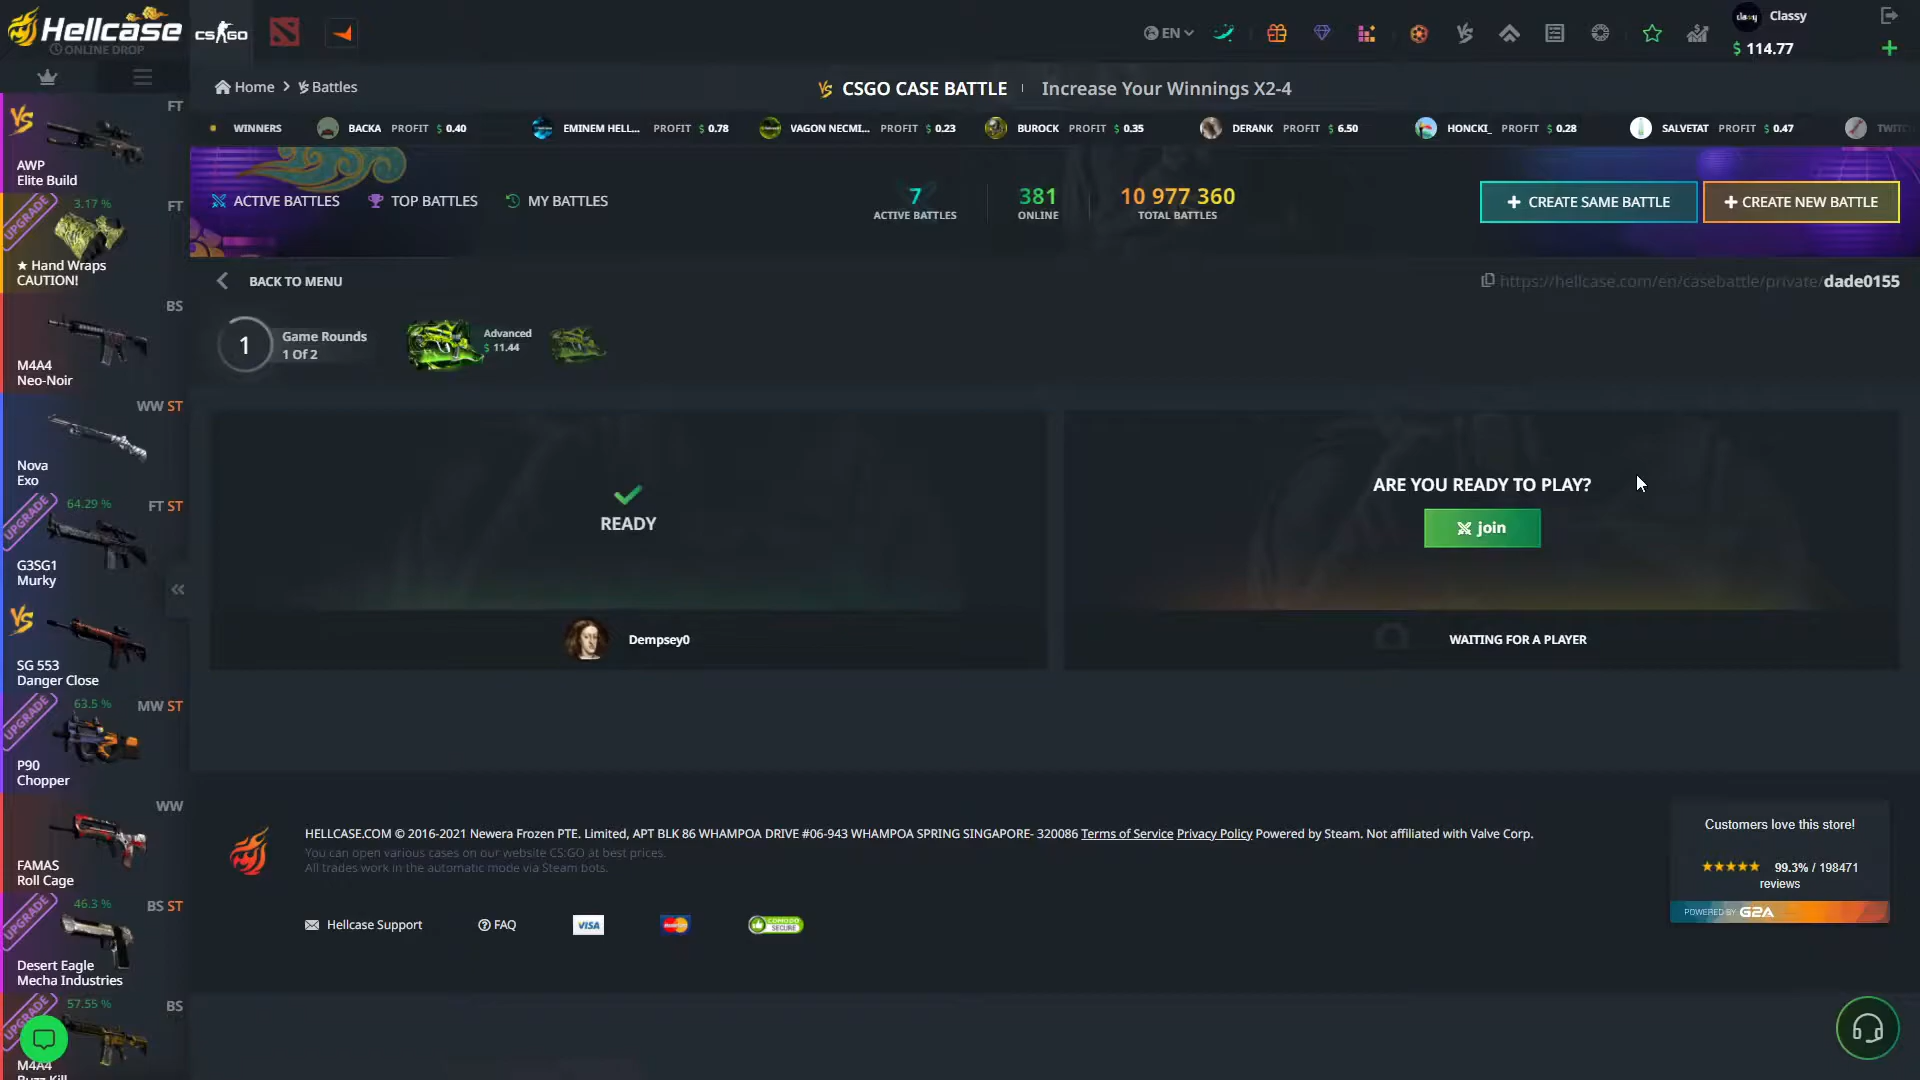 Hellcase
ONLINE DROP
CS:GO
EN
Classy
$ 114.77
Home > Battles
CSGO CASE BATTLE
Increase Your Winnings X2-4
WINNERS
BACKA PROFIT $ 0.40
EMINEM HELL... PROFIT $ 0.78
VAGON NECMI... PROFIT $ 0.23
BUROCK PROFIT $ 0.35
DERANK PROFIT $ 6.50
HONCKI_ PROFIT $ 0.28
SALVETAT PROFIT $ 0.47
ACTIVE BATTLES
TOP BATTLES
MY BATTLES
7
ACTIVE BATTLES
381
ONLINE
10 977 360
TOTAL BATTLES
+ CREATE SAME BATTLE
+ CREATE NEW BATTLE
BACK TO MENU
https://hellcase.com/en/casebattle/private/dade0155
1
Game Rounds
1 Of 2
Advanced
$ 11.44
READY
Dempsey0
ARE YOU READY TO PLAY?
join
WAITING FOR A PLAYER
FT
VS
AWP
Elite Build
UPGRADE
3.17 %
FT
★ Hand Wraps
CAUTION!
BS
M4A4
Neo-Noir
WW ST
Nova
Exo
UPGRADE
64.29 %
FT ST
G3SG1
Murky
VS
SG 553
Danger Close
UPGRADE
63.5 %
MW ST
P90
Chopper
WW
FAMAS
Roll Cage
UPGRADE
46.3 %
BS ST
Desert Eagle
Mecha Industries
UPGRADE
57.55 %
BS
M4A4
Buzz Kill
HELLCASE.COM © 2016-2021 Newera Frozen PTE. Limited, APT BLK 86 WHAMPOA DRIVE #06-943 WHAMPOA SPRING SINGAPORE- 320086 Terms of Service Privacy Policy Powered by Steam. Not affiliated with Valve Corp.
You can open various cases on our website CS:GO at best prices.
All trades work in the automatic mode via Steam bots.
Hellcase Support
FAQ
VISA
MasterCard
COMODO
SECURE
Customers love this store!
99.3% / 198471
reviews
POWERED BY G2A